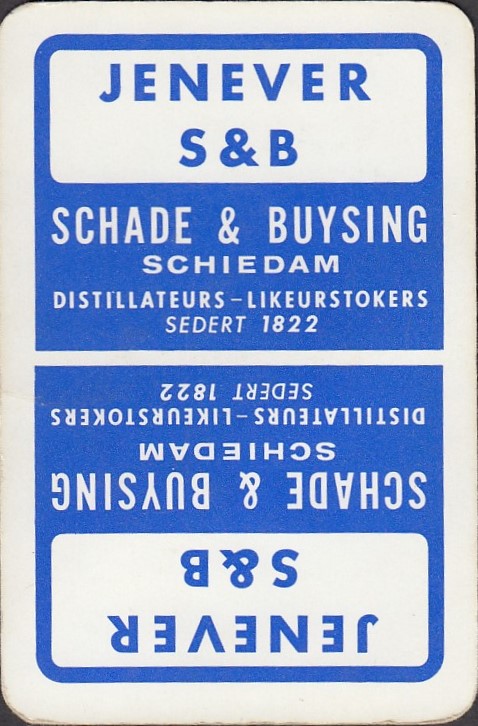 JENEVER
S&B
SCHADE & BUYSING
SCHIEDAM
DISTILLATEURS-LIKEURSTOKERS
SEDERT 1822
JENEVER
S&B
SCHADE & BUYSING
SCHIEDAM
DISTILLATEURS-LIKEURSTOKERS
SEDERT 1822